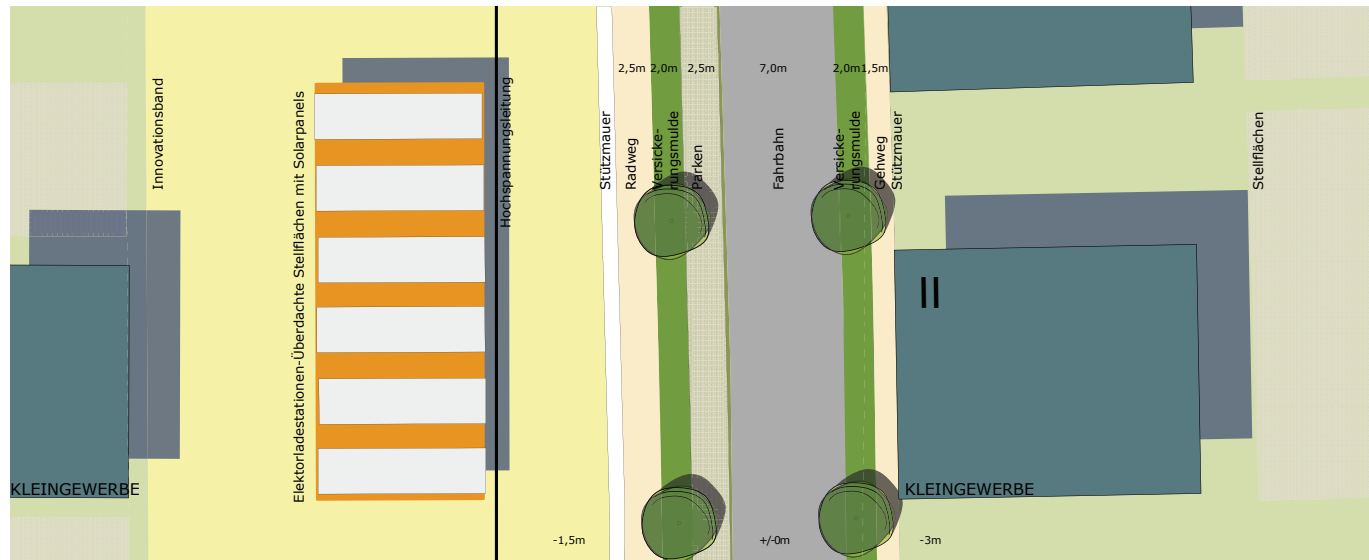 2,5m 2,0m 2,5m 7,0m 2,0m 1,5m
Innovationsband
Elektorladestationen-Überdachte Stellflächen mit Solarpanels
Hochspannungsleitung
Stützmauer
Radweg
Versicke-
rungsmulde
Parken
Fahrbahn
Versicke-
rungsmulde
Gehweg
Stützmauer
Stellflächen
II
KLEINGEWERBE
KLEINGEWERBE
-1,5m
+/-0m
-3m